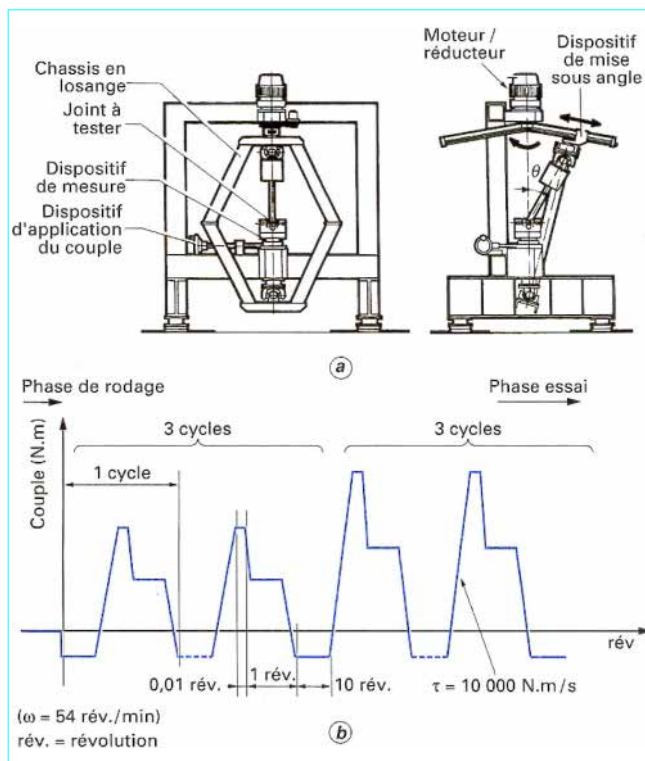 Chassis en
losange
Joint à
tester
Dispositif
de mesure
Dispositif
d'application
du couple
Moteur /
réducteur
Dispositif
de mise
sous angle
θ
a
Phase de rodage
Phase essai
3 cycles
3 cycles
1 cycle
Couple (N.m)
rév
0,01 rév.
1 rév.
10 rév.
τ = 10 000 N.m/s
(ω = 54 rév./min)
rév. = révolution
b